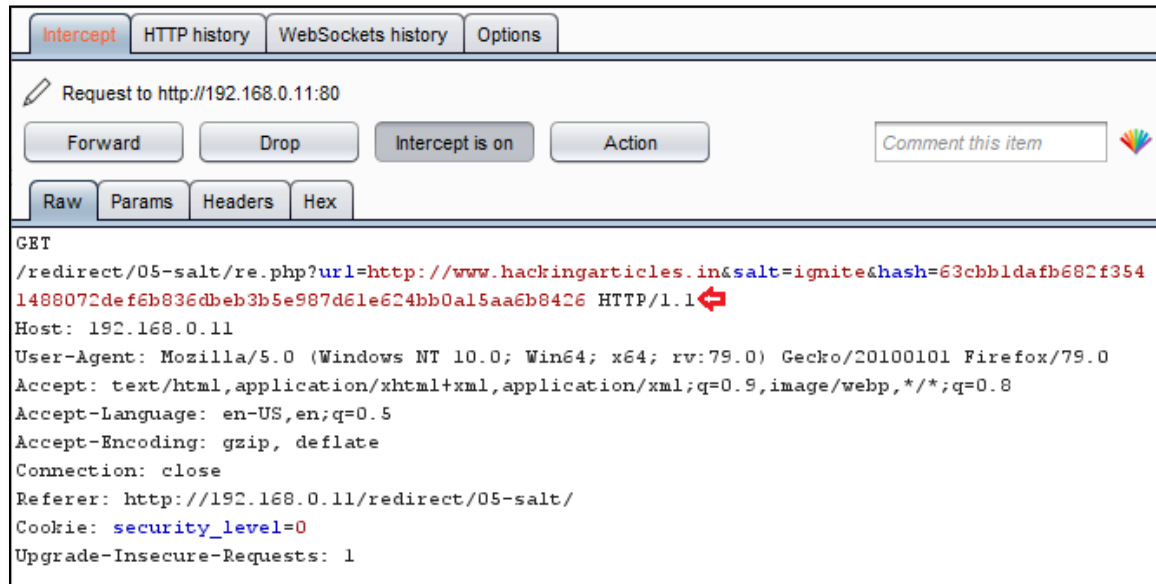 Intercept HTTP history WebSockets history Options
Request to http://192.168.0.11:80
Forward Drop Intercept is on Action Comment this item
Raw Params Headers Hex
GET
/redirect/05-salt/re.php?url=http://www.hackingarticles.in&salt=ignite&hash=63cbb1dafb682f354
1488072def6b836dbeb3b5e987d61e624bb0a15aa6b8426 HTTP/1.1
Host: 192.168.0.11
User-Agent: Mozilla/5.0 (Windows NT 10.0; Win64; x64; rv:79.0) Gecko/20100101 Firefox/79.0
Accept: text/html,application/xhtml+xml,application/xml;q=0.9,image/webp,*/*;q=0.8
Accept-Language: en-US,en;q=0.5
Accept-Encoding: gzip, deflate
Connection: close
Referer: http://192.168.0.11/redirect/05-salt/
Cookie: security_level=0
Upgrade-Insecure-Requests: 1